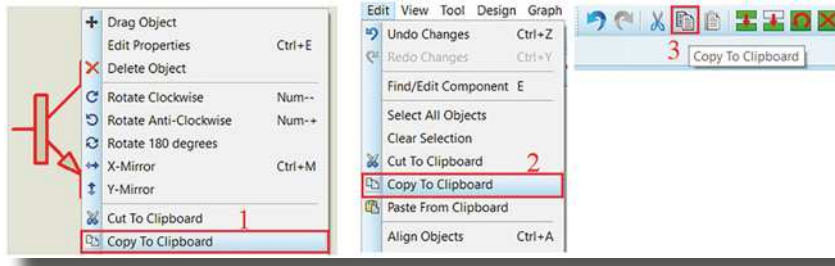 Drag Object
Edit Properties Ctrl+E
Delete Object
Rotate Clockwise Num--
Rotate Anti-Clockwise Num-+
Rotate 180 degrees
X-Mirror Ctrl+M
Y-Mirror
Cut To Clipboard
1
Copy To Clipboard
Edit View Tool Design Graph
Undo Changes Ctrl+Z
Redo Changes Ctrl+Y
Find/Edit Component E
Select All Objects
Clear Selection
Cut To Clipboard
2
Copy To Clipboard
Paste From Clipboard
Align Objects Ctrl+A
3
Copy To Clipboard